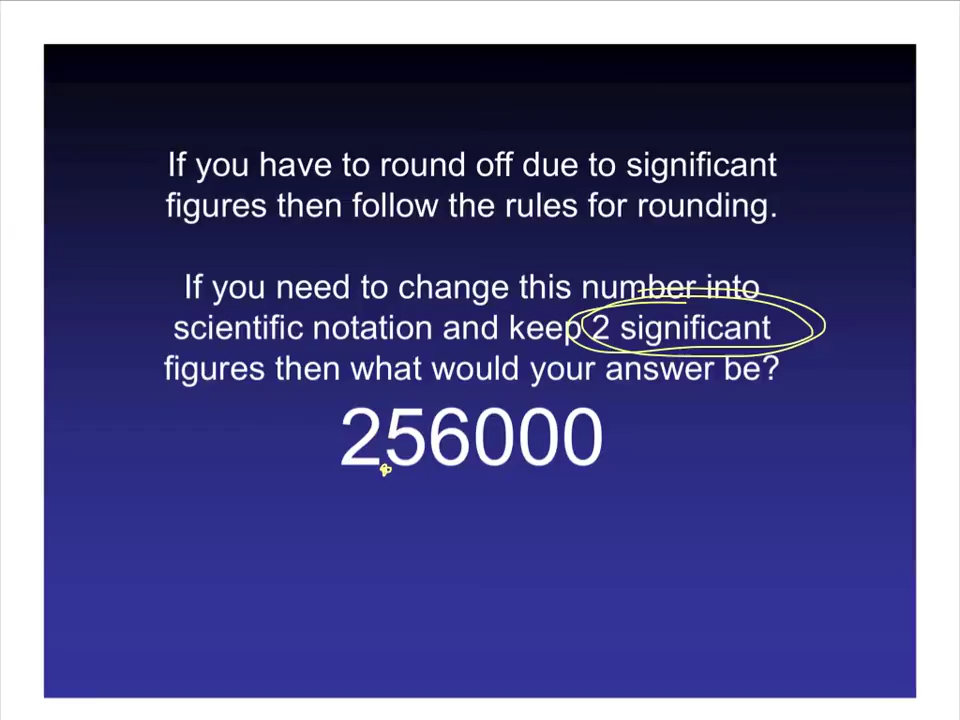 If you have to round off due to significant
figures then follow the rules for rounding.
If you need to change this number into
scientific notation and keep 2 significant
figures then what would your answer be?
256000